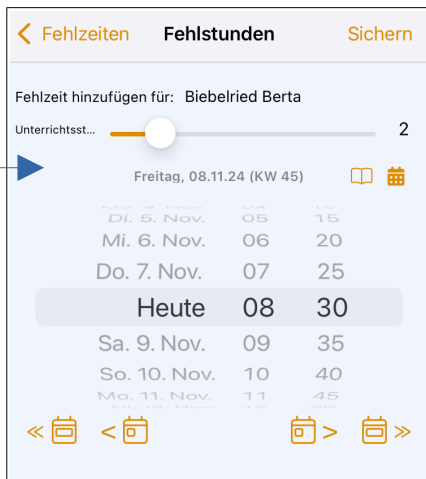 Fehlzeiten Fehlstunden Sichern
Fehlzeit hinzufügen für: Biebelried Berta
Unterrichtsst... 2
Freitag, 08.11.24 (KW 45)
Di. 5. Nov. 05 15
Mi. 6. Nov. 06 20
Do. 7. Nov. 07 25
Heute 08 30
Sa. 9. Nov. 09 35
So. 10. Nov. 10 40
Mo. 11. Nov. 11 45